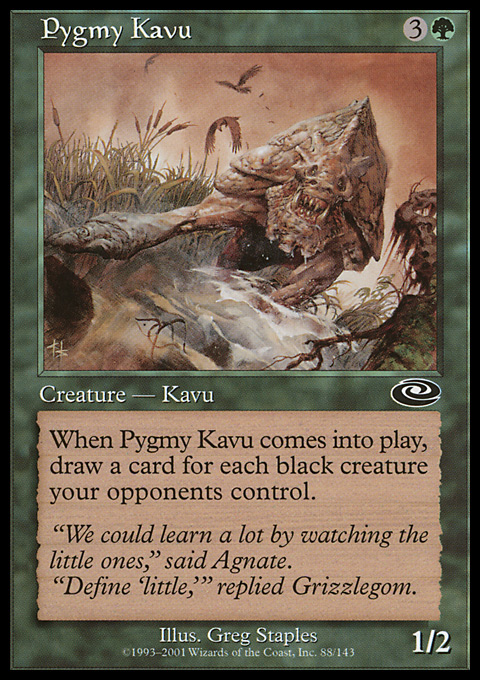 Pygmy Kavu 3
Creature — Kavu
When Pygmy Kavu comes into play,
draw a card for each black creature
your opponents control.
“We could learn a lot by watching the
little ones,” said Agnate.
“Define ‘little,’” replied Grizzlegom.
Illus. Greg Staples
©1993–2001 Wizards of the Coast, Inc. 88/143
1/2